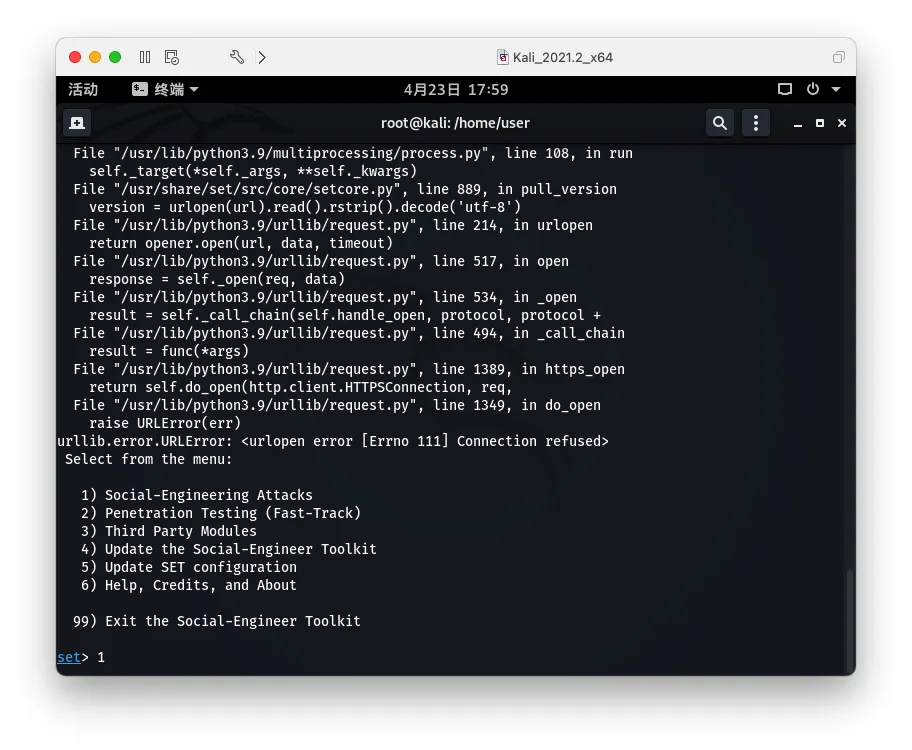 Kali_2021.2_x64
活动 终端 4月23日 17:59
root@kali: /home/user
File "/usr/lib/python3.9/multiprocessing/process.py", line 108, in run
self._target(*self._args, **self._kwargs)
File "/usr/share/set/src/core/setcore.py", line 889, in pull_version
version = urlopen(url).read().rstrip().decode('utf-8')
File "/usr/lib/python3.9/urllib/request.py", line 214, in urlopen
return opener.open(url, data, timeout)
File "/usr/lib/python3.9/urllib/request.py", line 517, in open
response = self._open(req, data)
File "/usr/lib/python3.9/urllib/request.py", line 534, in _open
result = self._call_chain(self.handle_open, protocol, protocol +
File "/usr/lib/python3.9/urllib/request.py", line 494, in _call_chain
result = func(*args)
File "/usr/lib/python3.9/urllib/request.py", line 1389, in https_open
return self.do_open(http.client.HTTPSConnection, req,
File "/usr/lib/python3.9/urllib/request.py", line 1349, in do_open
raise URLError(err)
urllib.error.URLError: <urlopen error [Errno 111] Connection refused>
Select from the menu:
1) Social-Engineering Attacks
2) Penetration Testing (Fast-Track)
3) Third Party Modules
4) Update the Social-Engineer Toolkit
5) Update SET configuration
6) Help, Credits, and About
99) Exit the Social-Engineer Toolkit
set> 1